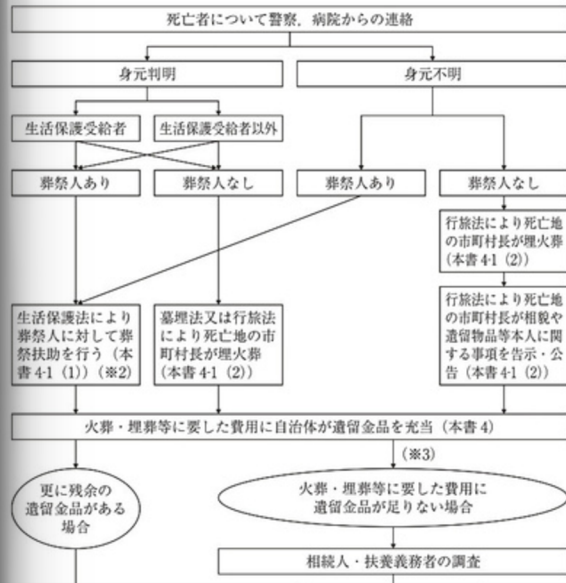 死亡者について警察，病院からの連絡
身元判明
身元不明
生活保護受給者
生活保護受給者以外
葬祭人あり
葬祭人なし
葬祭人あり
葬祭人なし
行旅法により死亡地
の市町村長が埋火葬
（本書4-1（2））
生活保護法により
葬祭人に対して葬
祭扶助を行う（本
書4-1（1））（※2）
墓埋法又は行旅法
により死亡地の市
町村長が埋火葬
（本書4-1（2））
行旅法により死亡地
の市町村長が相貌や
遺留物品等本人に関
する事項を告示・公
告（本書4-1（2））
火葬・埋葬等に要した費用に自治体が遺留金品を充当（本書4）
（※3）
更に残余の
遺留金品がある
場合
火葬・埋葬等に要した費用に
遺留金品が足りない場合
相続人・扶養義務者の調査